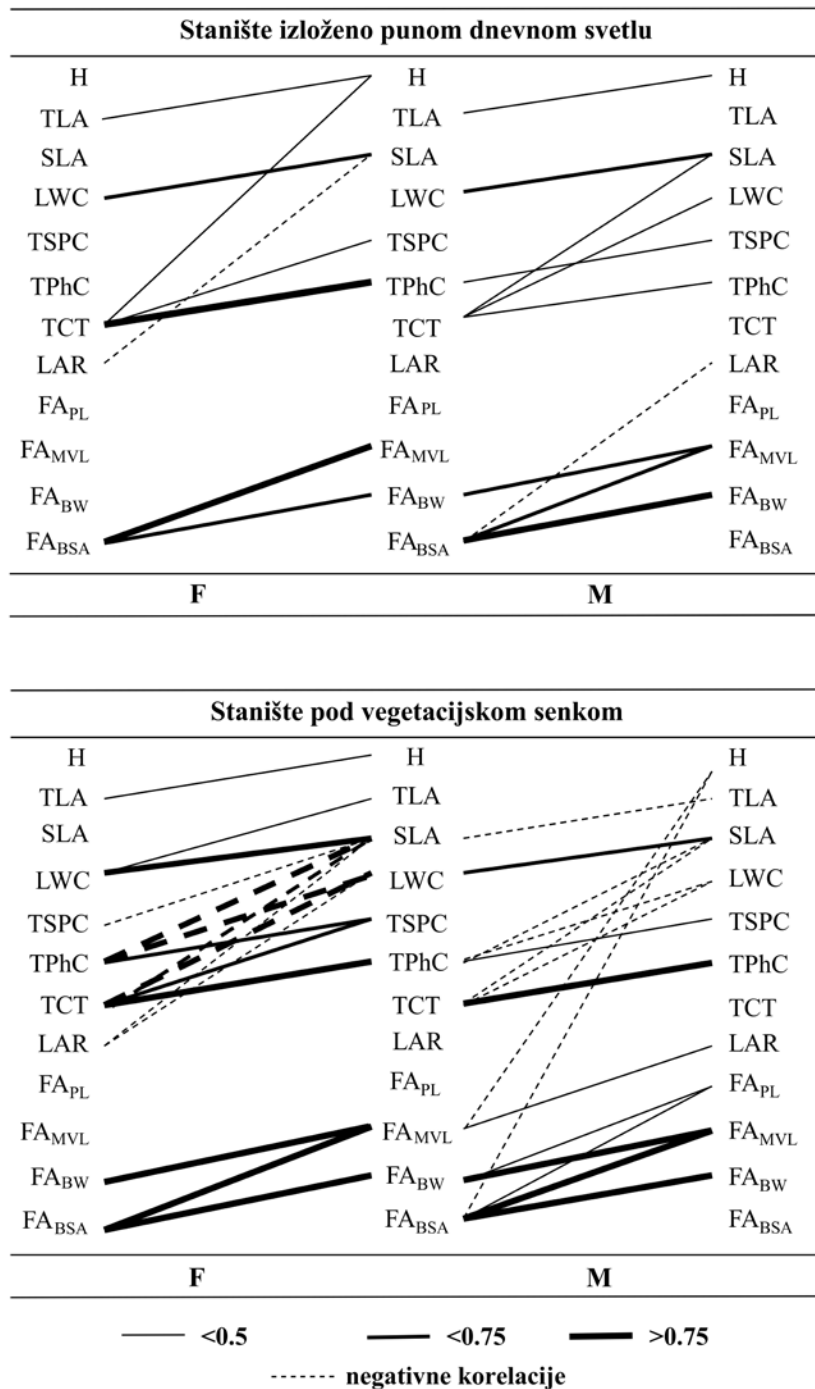 Stanište izloženo punom dnevnom svetlu
H H H
TLA TLA TLA
SLA SLA SLA
LWC LWC LWC
TSPC TSPC TSPC
TPhC TPhC TPhC
TCT TCT TCT
LAR LAR LAR
FAPL FAPL FAPL
FAMVL FAMVL FAMVL
FABW FABW FABW
FABSA FABSA FABSA
F M
Stanište pod vegetacijskom senkom
H H H
TLA TLA TLA
SLA SLA SLA
LWC LWC LWC
TSPC TSPC TSPC
TPhC TPhC TPhC
TCT TCT TCT
LAR LAR LAR
FAPL FAPL FAPL
FAMVL FAMVL FAMVL
FABW FABW FABW
FABSA FABSA FABSA
F M
<0.5 <0.75 >0.75
negativne korelacije